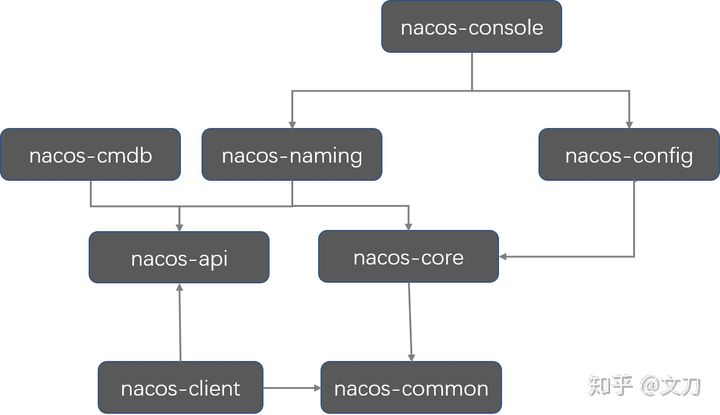 nacos-console
nacos-cmdb
nacos-naming
nacos-config
nacos-api
nacos-core
nacos-client
nacos-common
知乎 @文刀